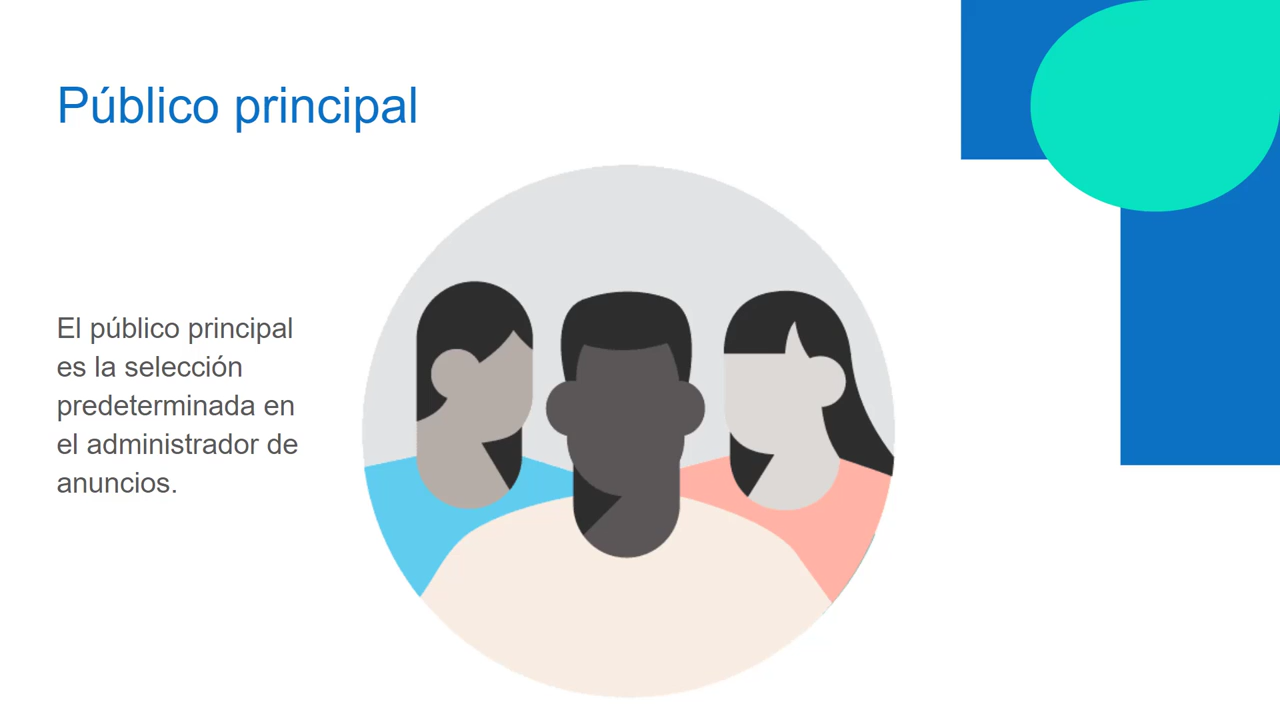 Público principal
El público principal
es la selección
predeterminada en
el administrador de
anuncios.